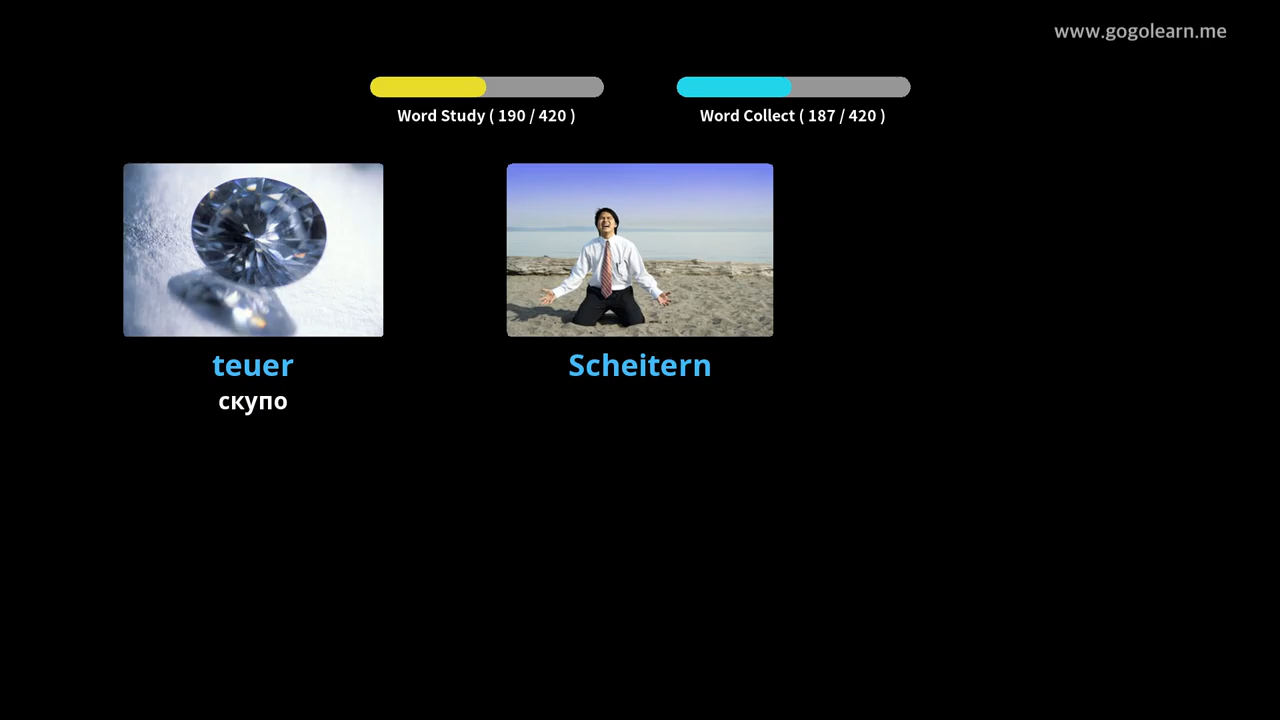 www.gogolearn.me
Word Study ( 190 / 420 )
Word Collect ( 187 / 420 )
teuer
скупо
Scheitern